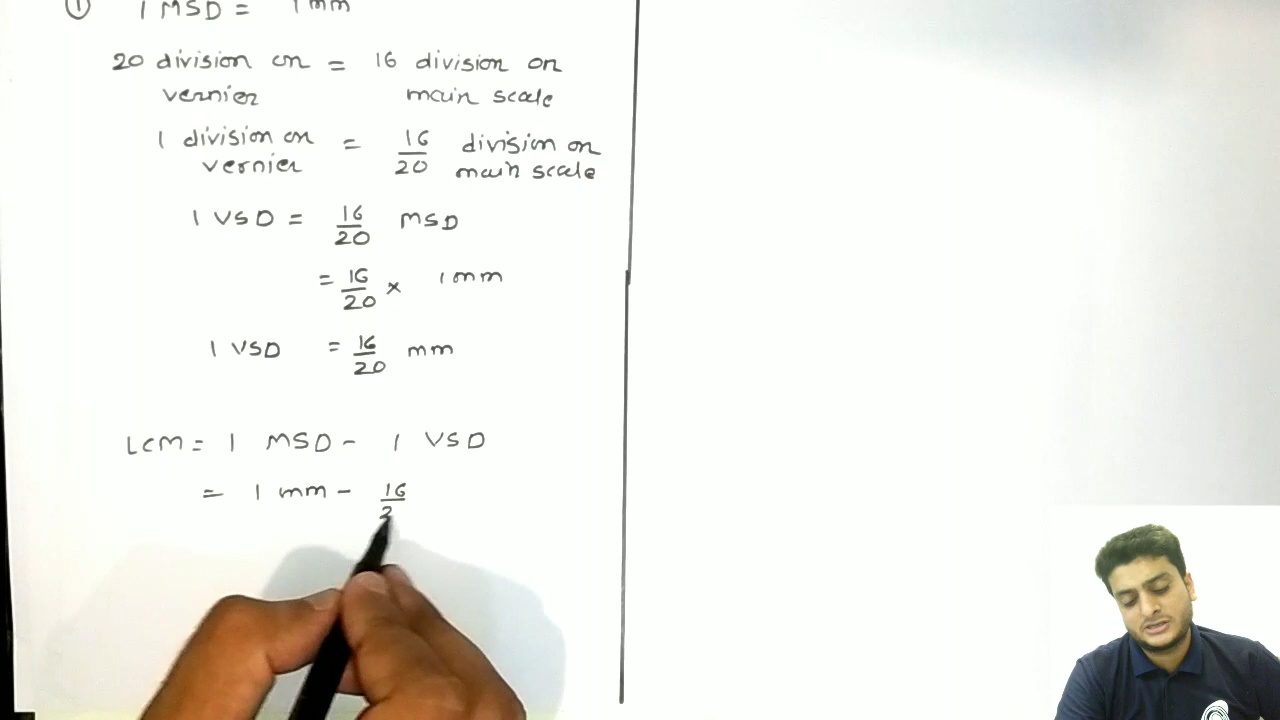 ① 1 MSD = 1 mm
20 division on = 16 division on
vernier main scale
1 division on = 16/20 division on
vernier main scale
1 VSD = 16/20 MSD
= 16/20 × 1 mm
1 VSD = 16/20 mm
LCM = 1 MSD - 1 VSD
= 1 mm - 16/2